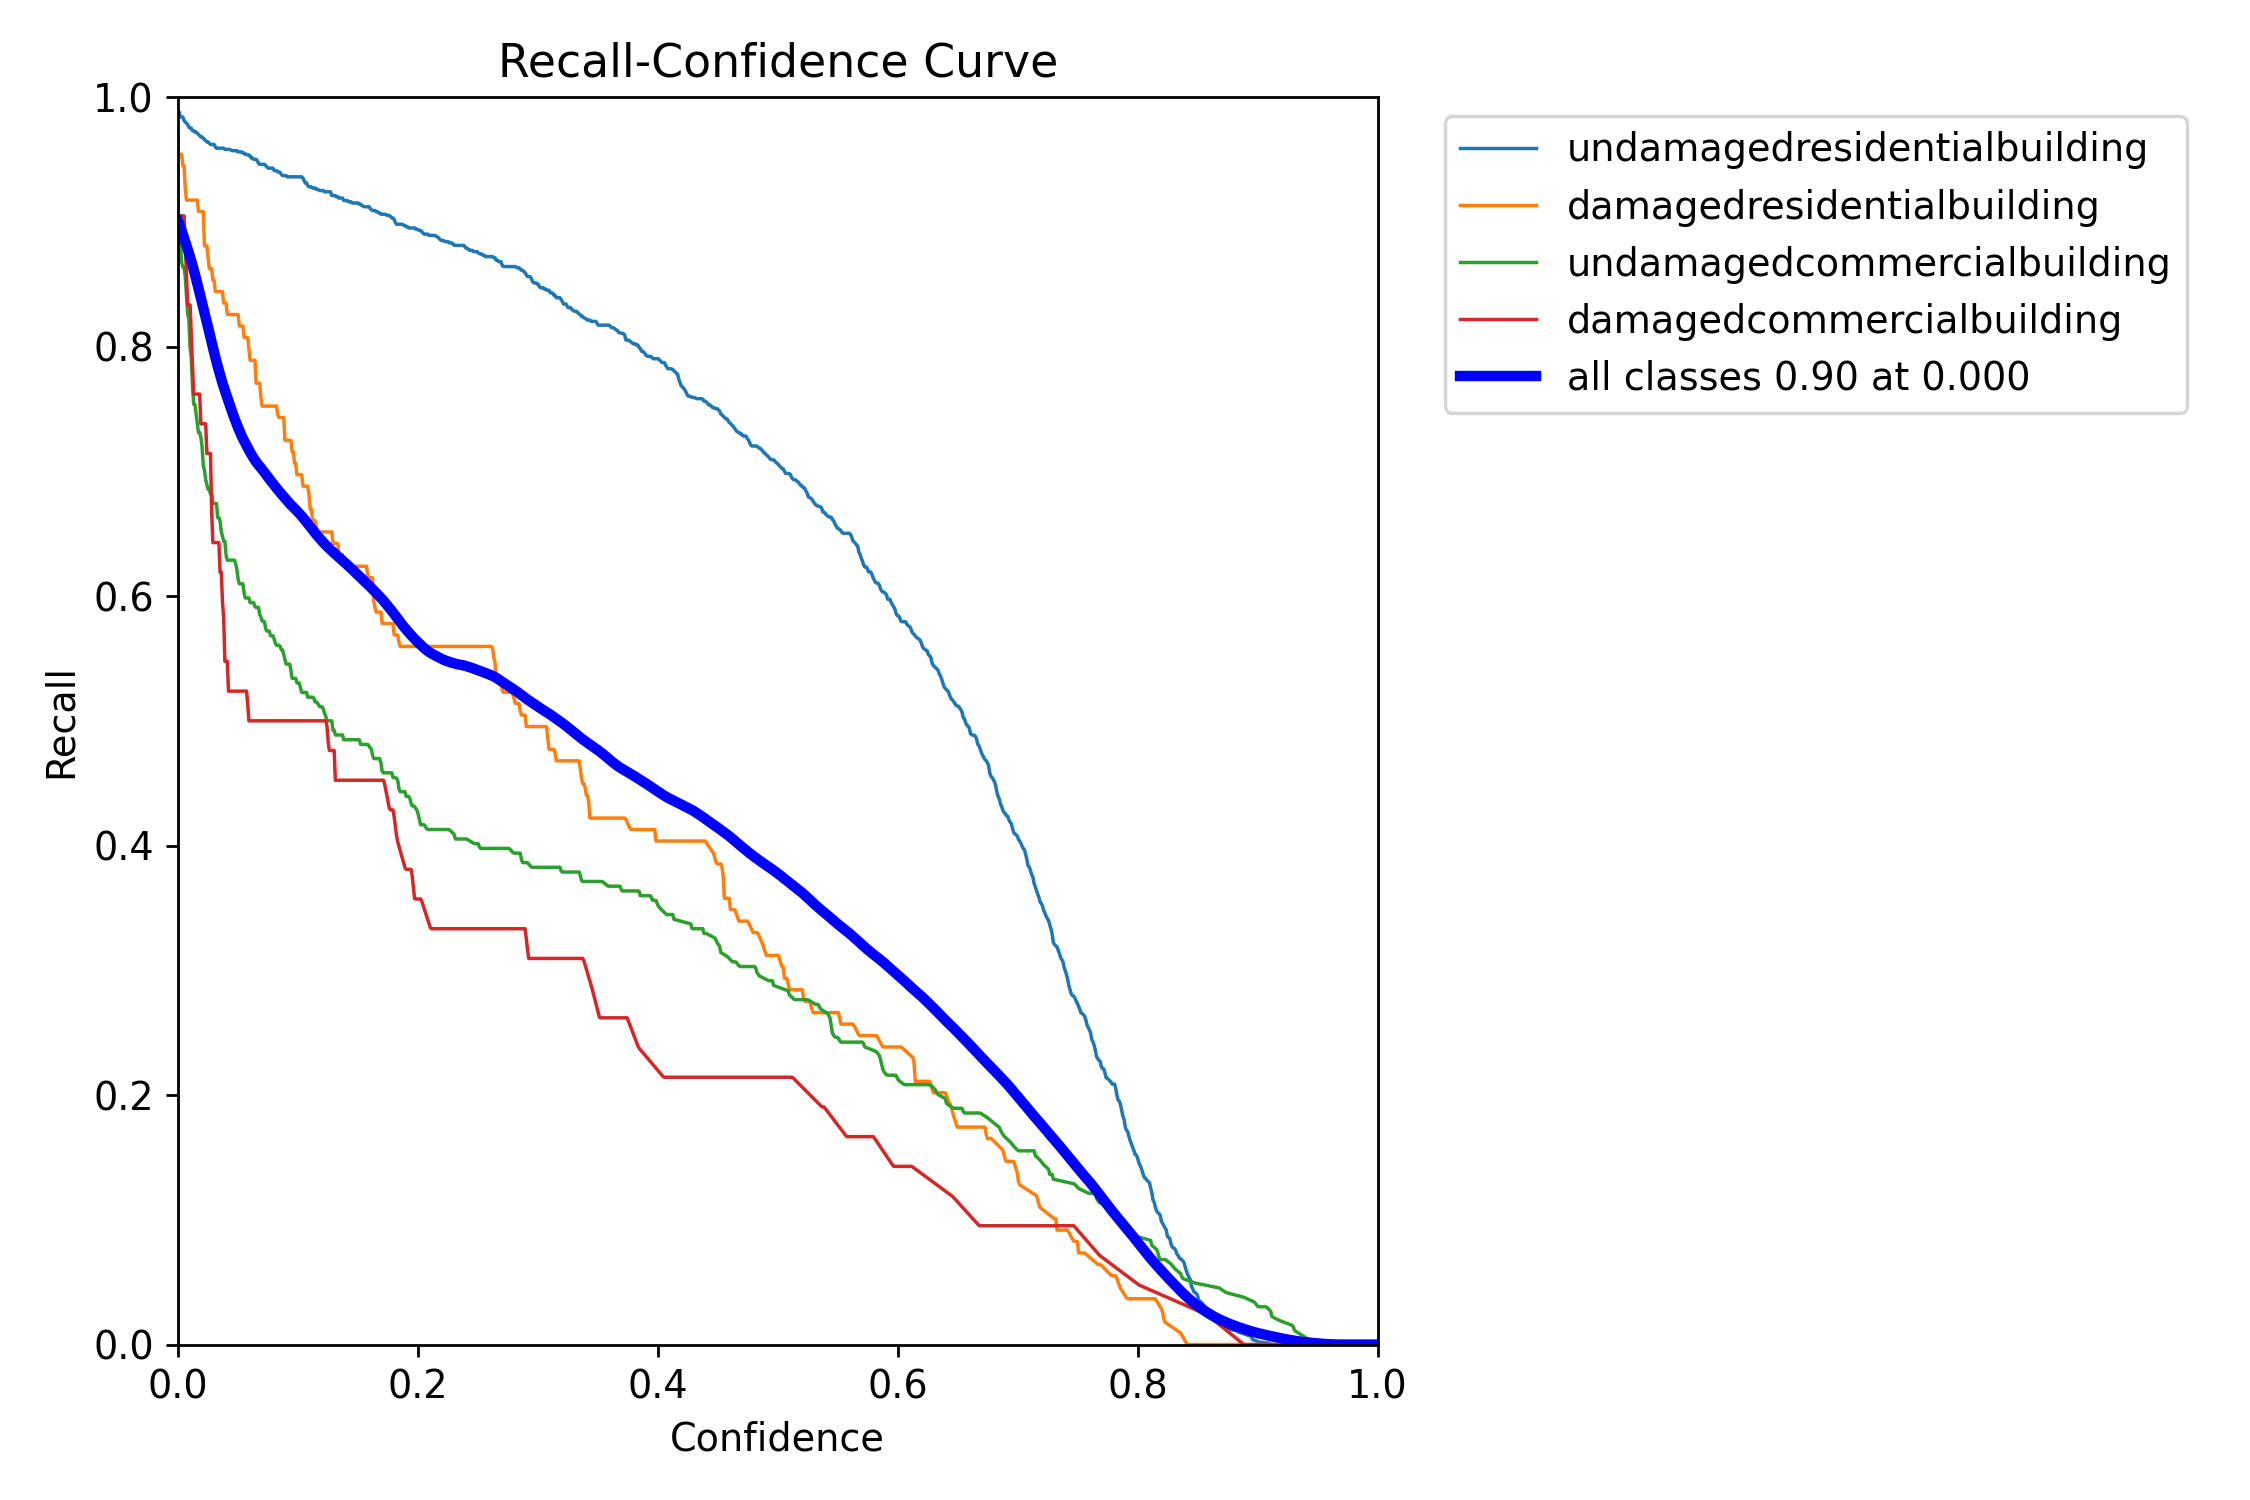 Recall-Confidence Curve
1.0
0.8
0.6
0.4
0.2
0.0
Recall
0.0 0.2 0.4 0.6 0.8 1.0
Confidence
undamagedresidentialbuilding
damagedresidentialbuilding
undamagedcommercialbuilding
damagedcommercialbuilding
all classes 0.90 at 0.000